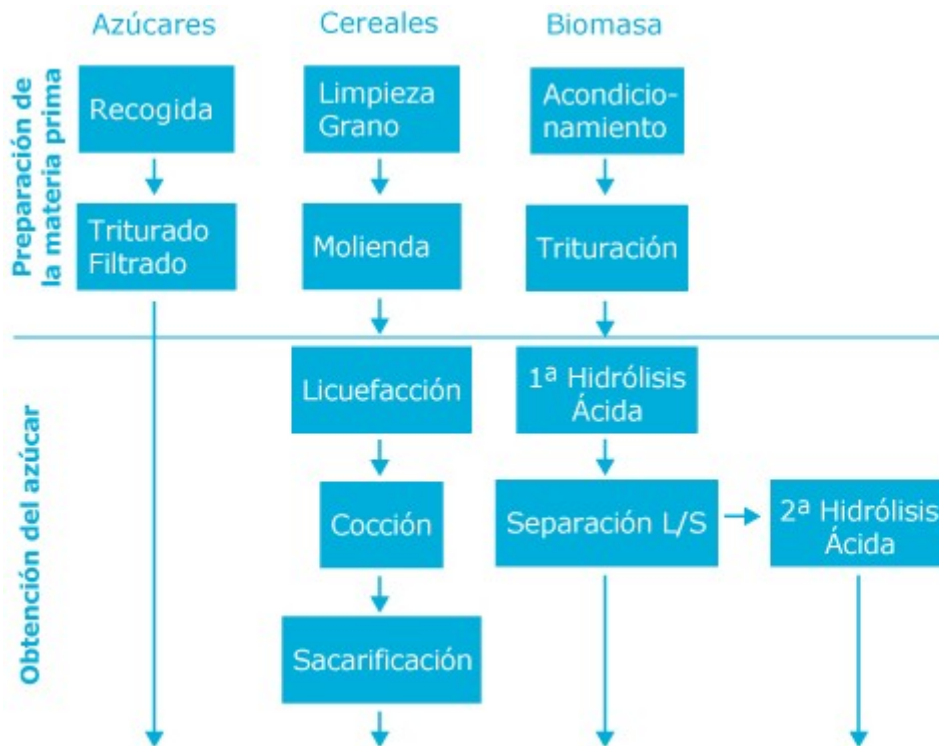 Azúcares
Cereales
Biomasa
Preparación de
la materia prima
Recogida
Limpieza
Grano
Acondicio-
namiento
Triturado
Filtrado
Molienda
Trituración
Obtención del azúcar
Licuefacción
1ª Hidrólisis
Ácida
Cocción
Separación L/S
2ª Hidrólisis
Ácida
Sacarificación